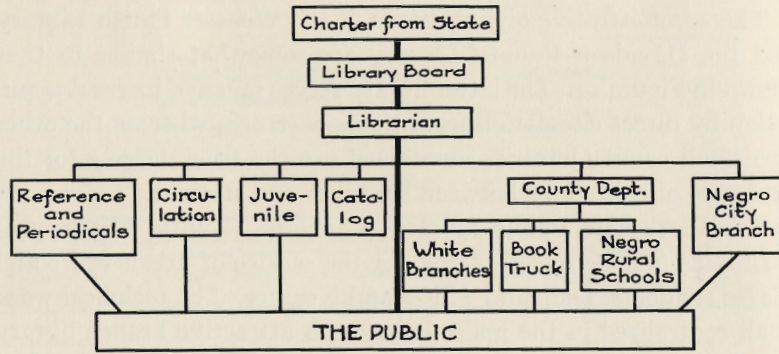 Charter from State
Library Board
Librarian
Reference
and
Periodicals
Circu-
lation
Juve-
nile
Cata-
log
County Dept.
Negro
City
Branch
White
Branches
Book
Truck
Negro
Rural
Schools
THE PUBLIC